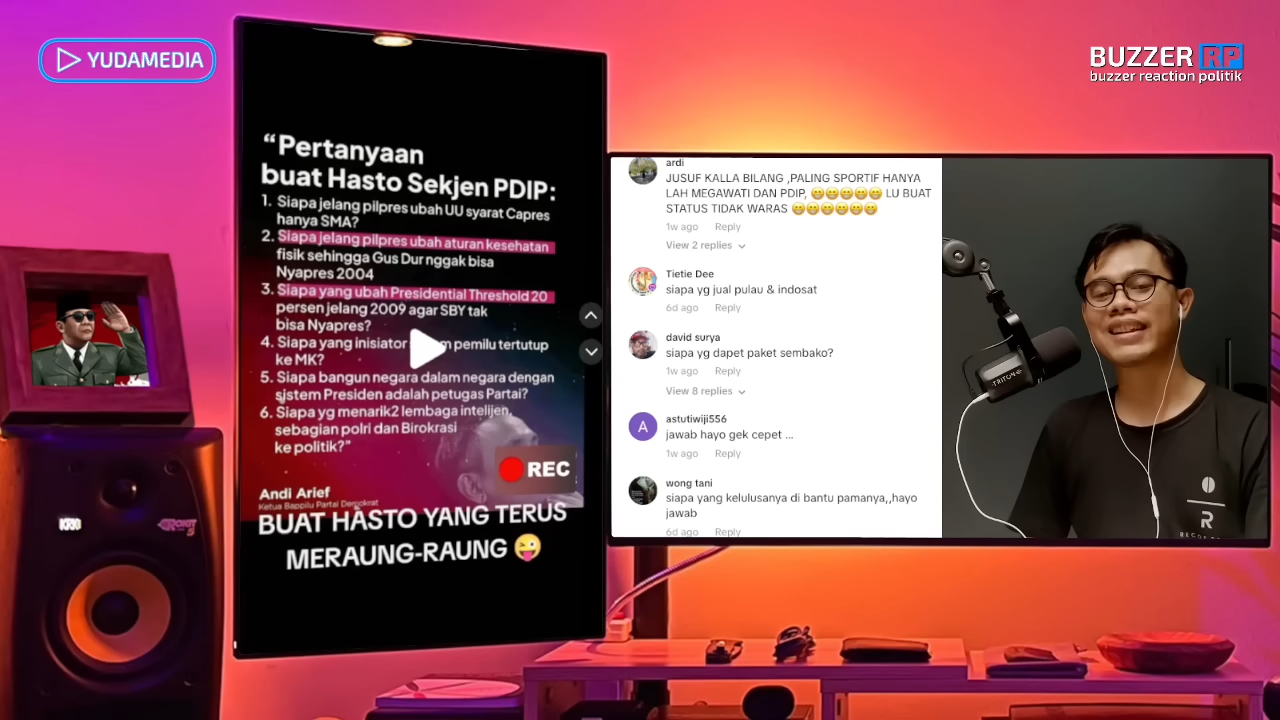 YUDAMEDIA
BUZZER RP
buzzer reaction politik
“Pertanyaan
buat Hasto Sekjen PDIP:
1. Siapa jelang pilpres ubah UU syarat Capres
hanya SMA?
2. Siapa jelang pilpres ubah aturan kesehatan
fisik sehingga Gus Dur nggak bisa
Nyapres 2004
3. Siapa yang ubah Presidential Threshold 20
persen jelang 2009 agar SBY tak
bisa Nyapres?
4. Siapa yang inisiator pemilu tertutup
ke MK?
5. Siapa bangun negara dalam negara dengan
sistem Presiden adalah petugas Partai?
6. Siapa yg menarik2 lembaga intelijen,
sebagian polri dan Birokrasi
ke politik?”
REC
Andi Arief
Ketua Bappilu Partai Demokrat
BUAT HASTO YANG TERUS
MERAUNG-RAUNG 😜
ardi
JUSUF KALLA BILANG ,PALING SPORTIF HANYA
LAH MEGAWATI DAN PDIP, 😁😁😁😁😁 LU BUAT
STATUS TIDAK WARAS 😁😁😁😁😁😁
1w ago Reply
View 2 replies
Tietie Dee
siapa yg jual pulau & indosat
6d ago Reply
david surya
siapa yg dapet paket sembako?
1w ago Reply
View 8 replies
A
astutiwiji556
jawab hayo gek cepet ...
1w ago Reply
wong tani
siapa yang kelulusanya di bantu pamanya,,hayo
jawab
6d ago Reply
TRITON
R
KRK
ROKIT 5